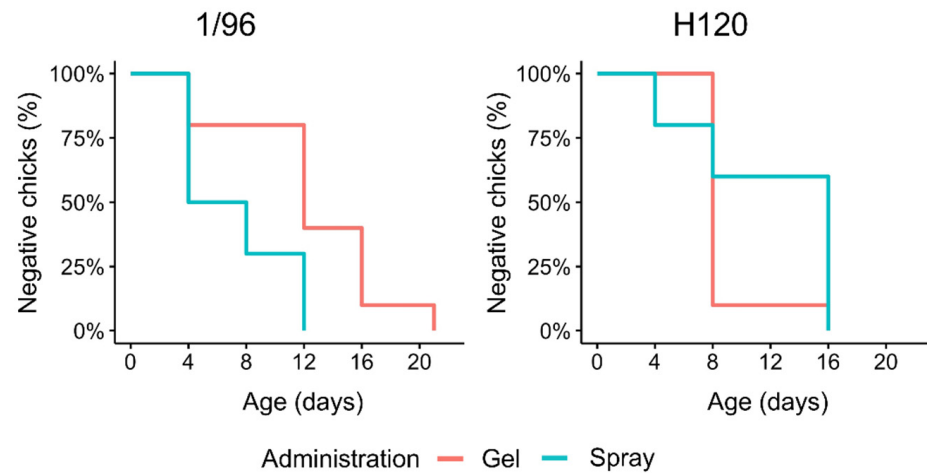 1/96
H120
Negative chicks (%)
100%
75%
50%
25%
0%
0 4 8 12 16 20
Age (days)
Negative chicks (%)
100%
75%
50%
25%
0%
0 4 8 12 16 20
Age (days)
Administration Gel Spray